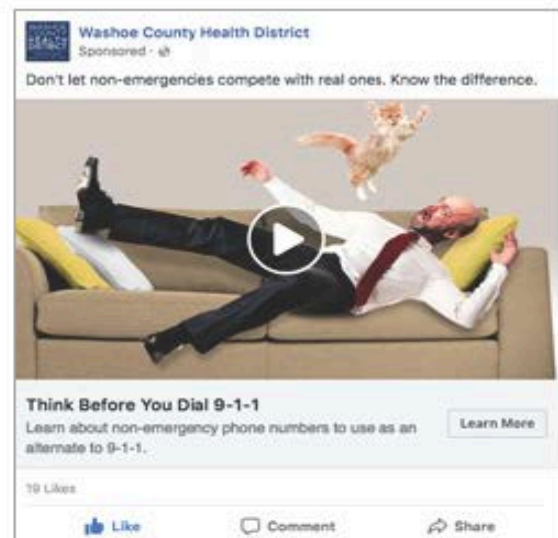 Washoe County Health District
Sponsored ·
Don't let non-emergencies compete with real ones. Know the difference.
Think Before You Dial 9-1-1
Learn about non-emergency phone numbers to use as an
alternate to 9-1-1.
Learn More
19 Likes
Like
Comment
Share